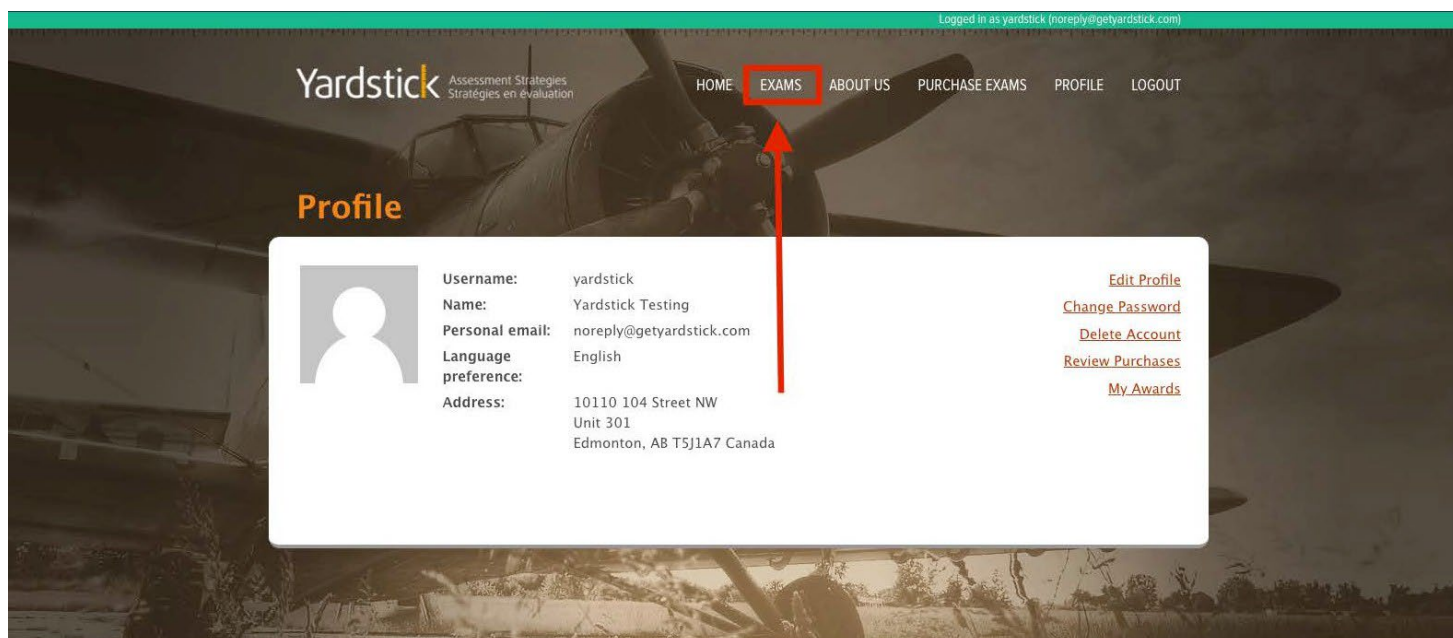 Logged in as yardstick (noreply@getyardstick.com)
Yardstick Assessment Strategies
Stratégies en évaluation
HOME EXAMS ABOUT US PURCHASE EXAMS PROFILE LOGOUT
Profile
Username: yardstick
Name: Yardstick Testing
Personal email: noreply@getyardstick.com
Language preference: English
Address: 10110 104 Street NW
Unit 301
Edmonton, AB T5J1A7 Canada
Edit Profile
Change Password
Delete Account
Review Purchases
My Awards